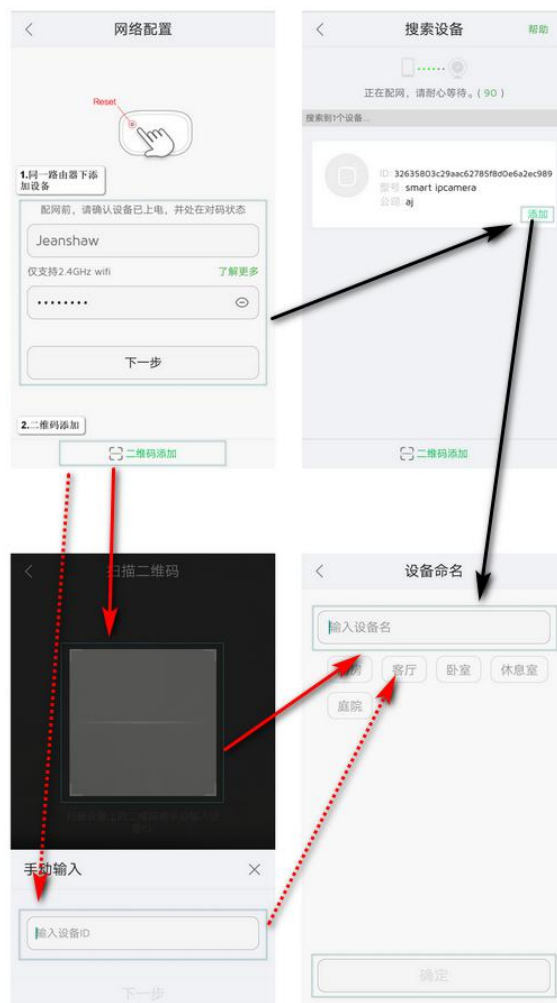 网络配置
Reset
1.同一路由器下添
加设备
配网前，请确认设备已上电，并处在对码状态
Jeanshaw
仅支持2.4GHz wifi
了解更多
下一步
2.二维码添加
二维码添加
搜索设备
帮助
正在配网，请耐心等待。( 90 )
搜索到1个设备...
ID: 32635803c29aac62785f8d0e6a2ec989
型号: smart ipcamera
公司: aj
添加
二维码添加
扫描二维码
手动输入
输入设备ID
下一步
设备命名
输入设备名
客厅
卧室
休息室
庭院
确定